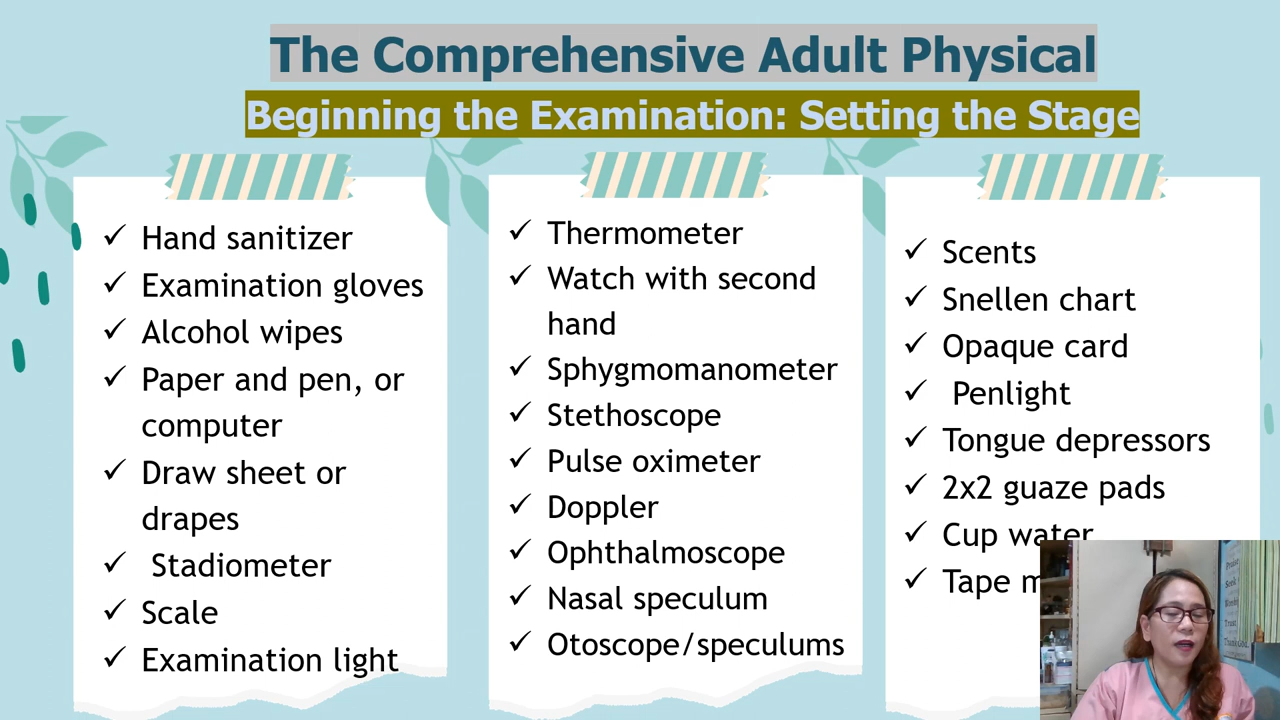 The Comprehensive Adult Physical
Beginning the Examination: Setting the Stage
✓ Hand sanitizer
✓ Examination gloves
✓ Alcohol wipes
✓ Paper and pen, or
computer
✓ Draw sheet or
drapes
✓ Stadiometer
✓ Scale
✓ Examination light
✓ Thermometer
✓ Watch with second
hand
✓ Sphygmomanometer
✓ Stethoscope
✓ Pulse oximeter
✓ Doppler
✓ Ophthalmoscope
✓ Nasal speculum
✓ Otoscope/speculums
✓ Scents
✓ Snellen chart
✓ Opaque card
✓ Penlight
✓ Tongue depressors
✓ 2x2 guaze pads
✓ Cup water
✓ Tape